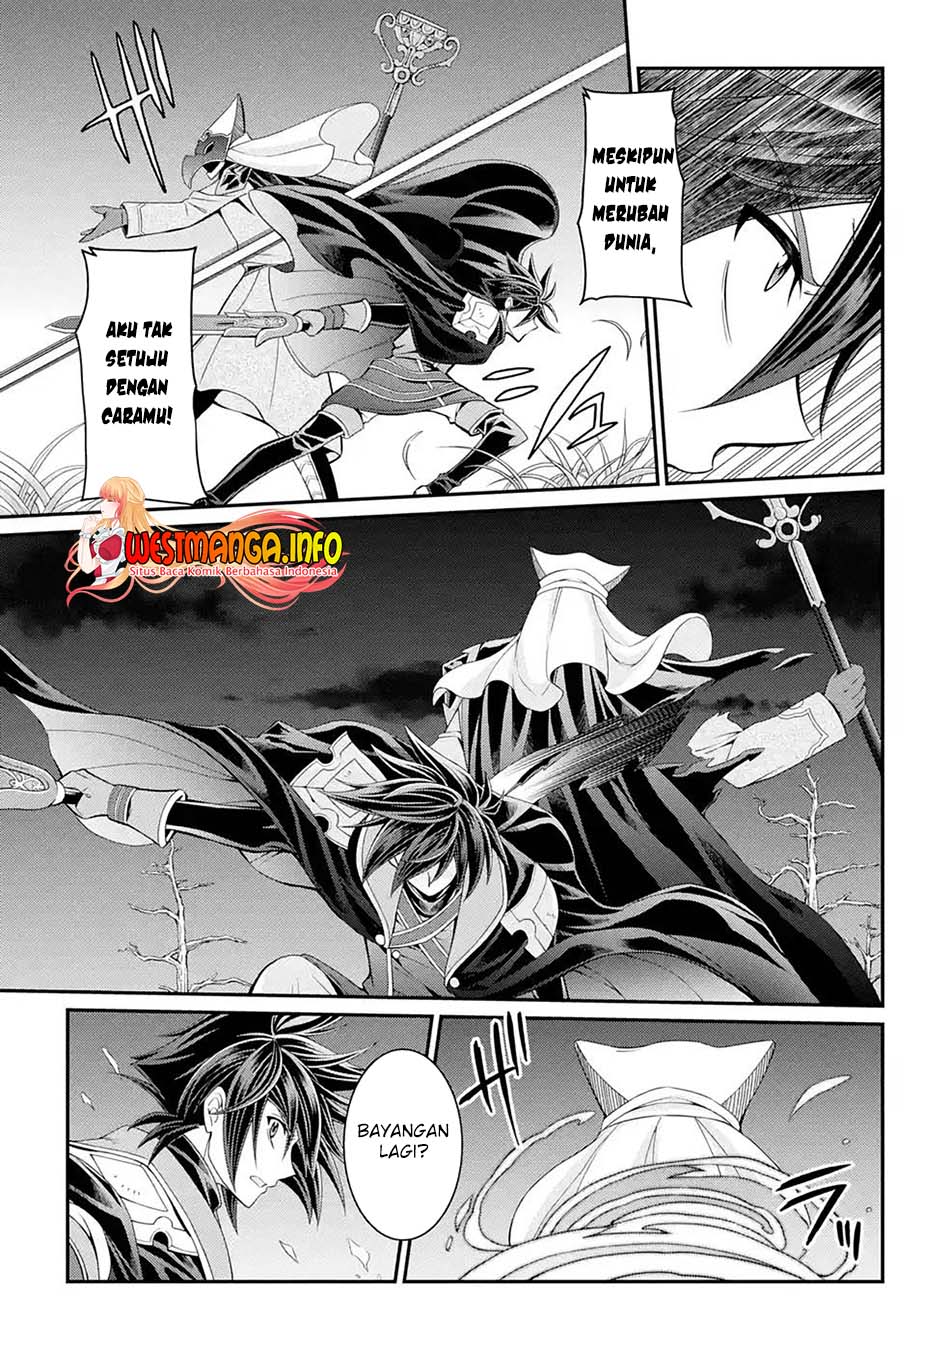 MESKIPUN
UNTUK
MERUBAH
DUNIA,
AKU TAK
SETUJU
DENGAN
CARAMU!
WESTMANGA.INFO
Situs Baca Komik Berbahasa Indonesia
BAYANGAN
LAGI?